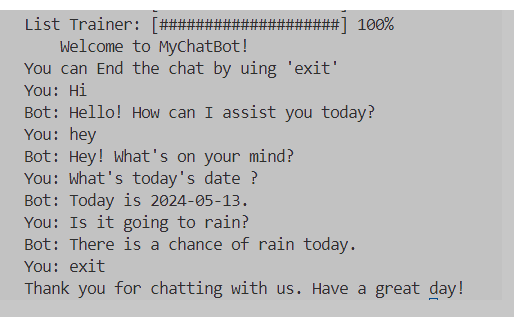 List Trainer: [####################] 100%
Welcome to MyChatBot!
You can End the chat by uing 'exit'
You: Hi
Bot: Hello! How can I assist you today?
You: hey
Bot: Hey! What's on your mind?
You: What's today's date ?
Bot: Today is 2024-05-13.
You: Is it going to rain?
Bot: There is a chance of rain today.
You: exit
Thank you for chatting with us. Have a great day!